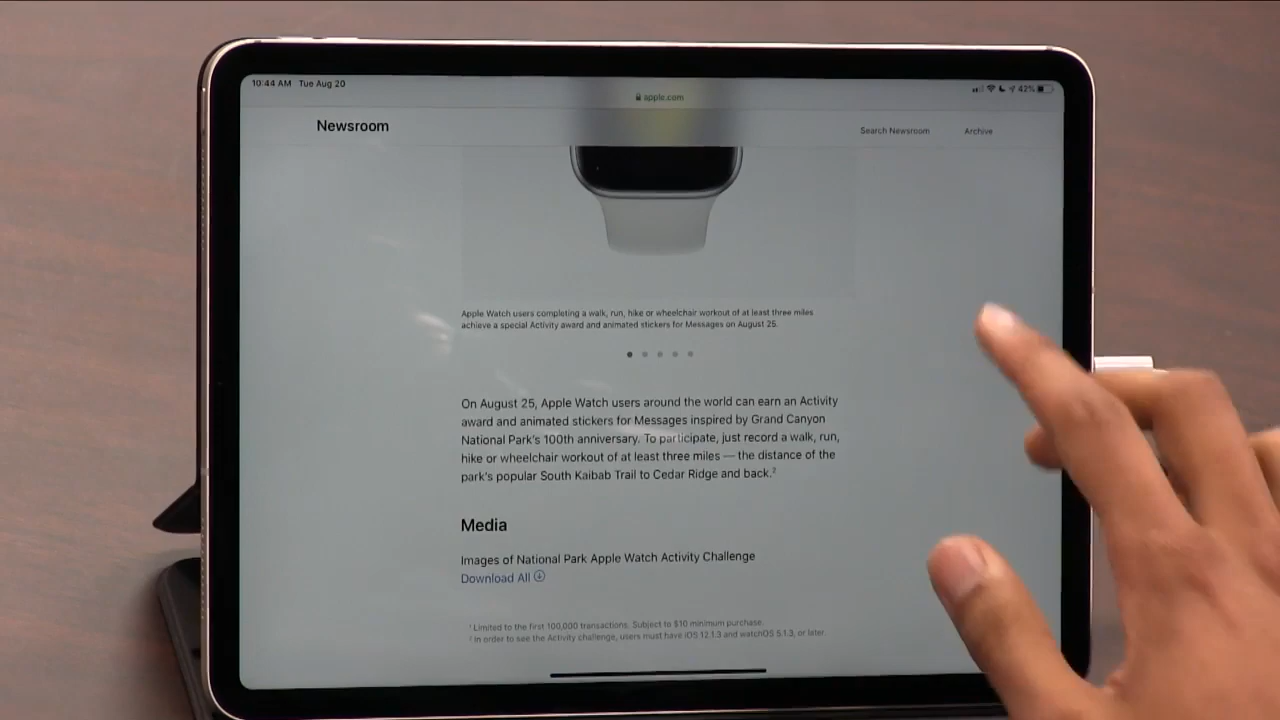 10:44 AM Tue Aug 20
42%
apple.com
Newsroom
Search Newsroom Archive
Apple Watch users completing a walk, run, hike or wheelchair workout of at least three miles
achieve a special Activity award and animated stickers for Messages on August 25.
On August 25, Apple Watch users around the world can earn an Activity
award and animated stickers for Messages inspired by Grand Canyon
National Park's 100th anniversary. To participate, just record a walk, run,
hike or wheelchair workout of at least three miles — the distance of the
park's popular South Kaibab Trail to Cedar Ridge and back.²
Media
Images of National Park Apple Watch Activity Challenge
Download All
¹ Limited to the first 100,000 transactions. Subject to $10 minimum purchase.
² In order to see the Activity challenge, users must have iOS 12.1.3 and watchOS 5.1.3, or later.